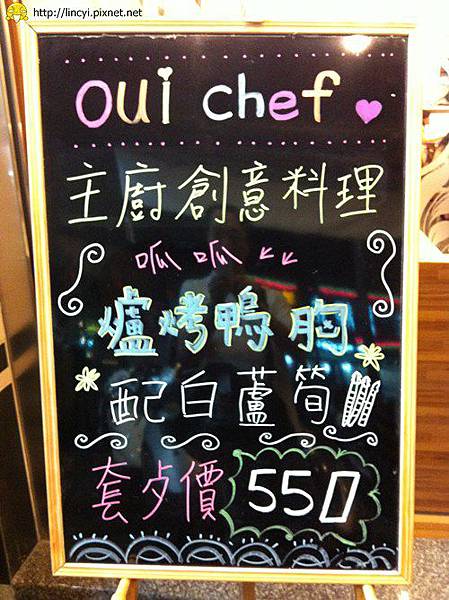 http://lincyi.pixnet.net
oui chef
主廚創意料理
呱呱
爐烤鴨胸
配白蘆筍
套歺價 550